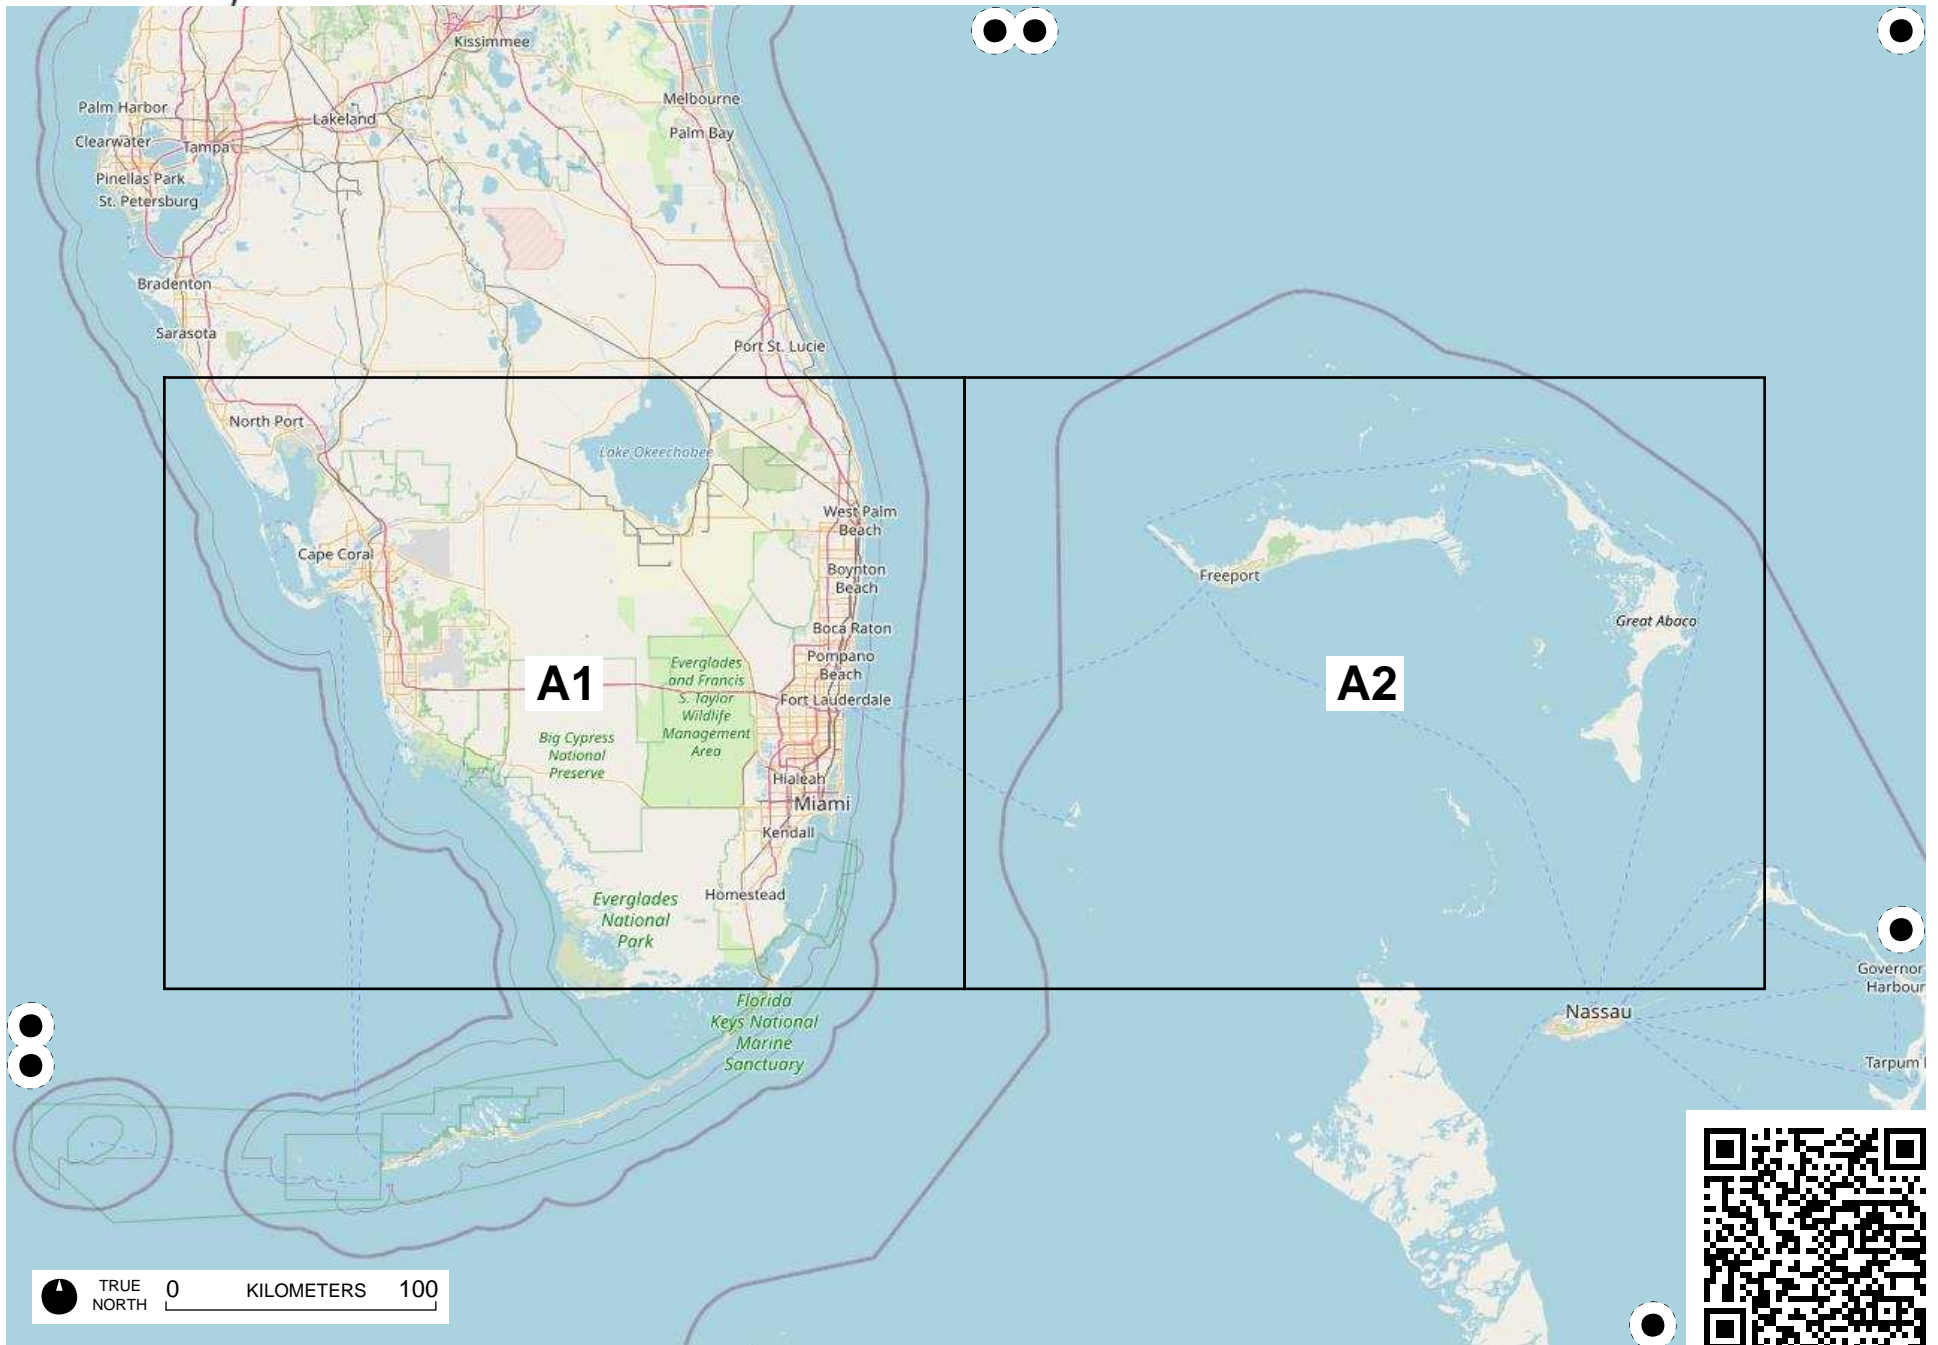 Kissimmee
Palm Harbor
Melbourne
Lakeland
Palm Bay
Clearwater
Tampa
Pinellas Park
St. Petersburg
Bradenton
Sarasota
Port St. Lucie
North Port
Lake Okeechobee
West Palm
Beach
Cape Coral
Boynton
Beach
Freeport
Boca Raton
Great Abaco
Pompano
Beach
Everglades
and Francis
S. Taylor
Wildlife
Management
Area
A1
A2
Fort Lauderdale
Big Cypress
National
Preserve
Hialeah
Miami
Kendall
Homestead
Everglades
National
Park
Governor
Harbour
Florida
Keys National
Marine
Sanctuary
Nassau
Tarpum
TRUE
NORTH
0 KILOMETERS 100